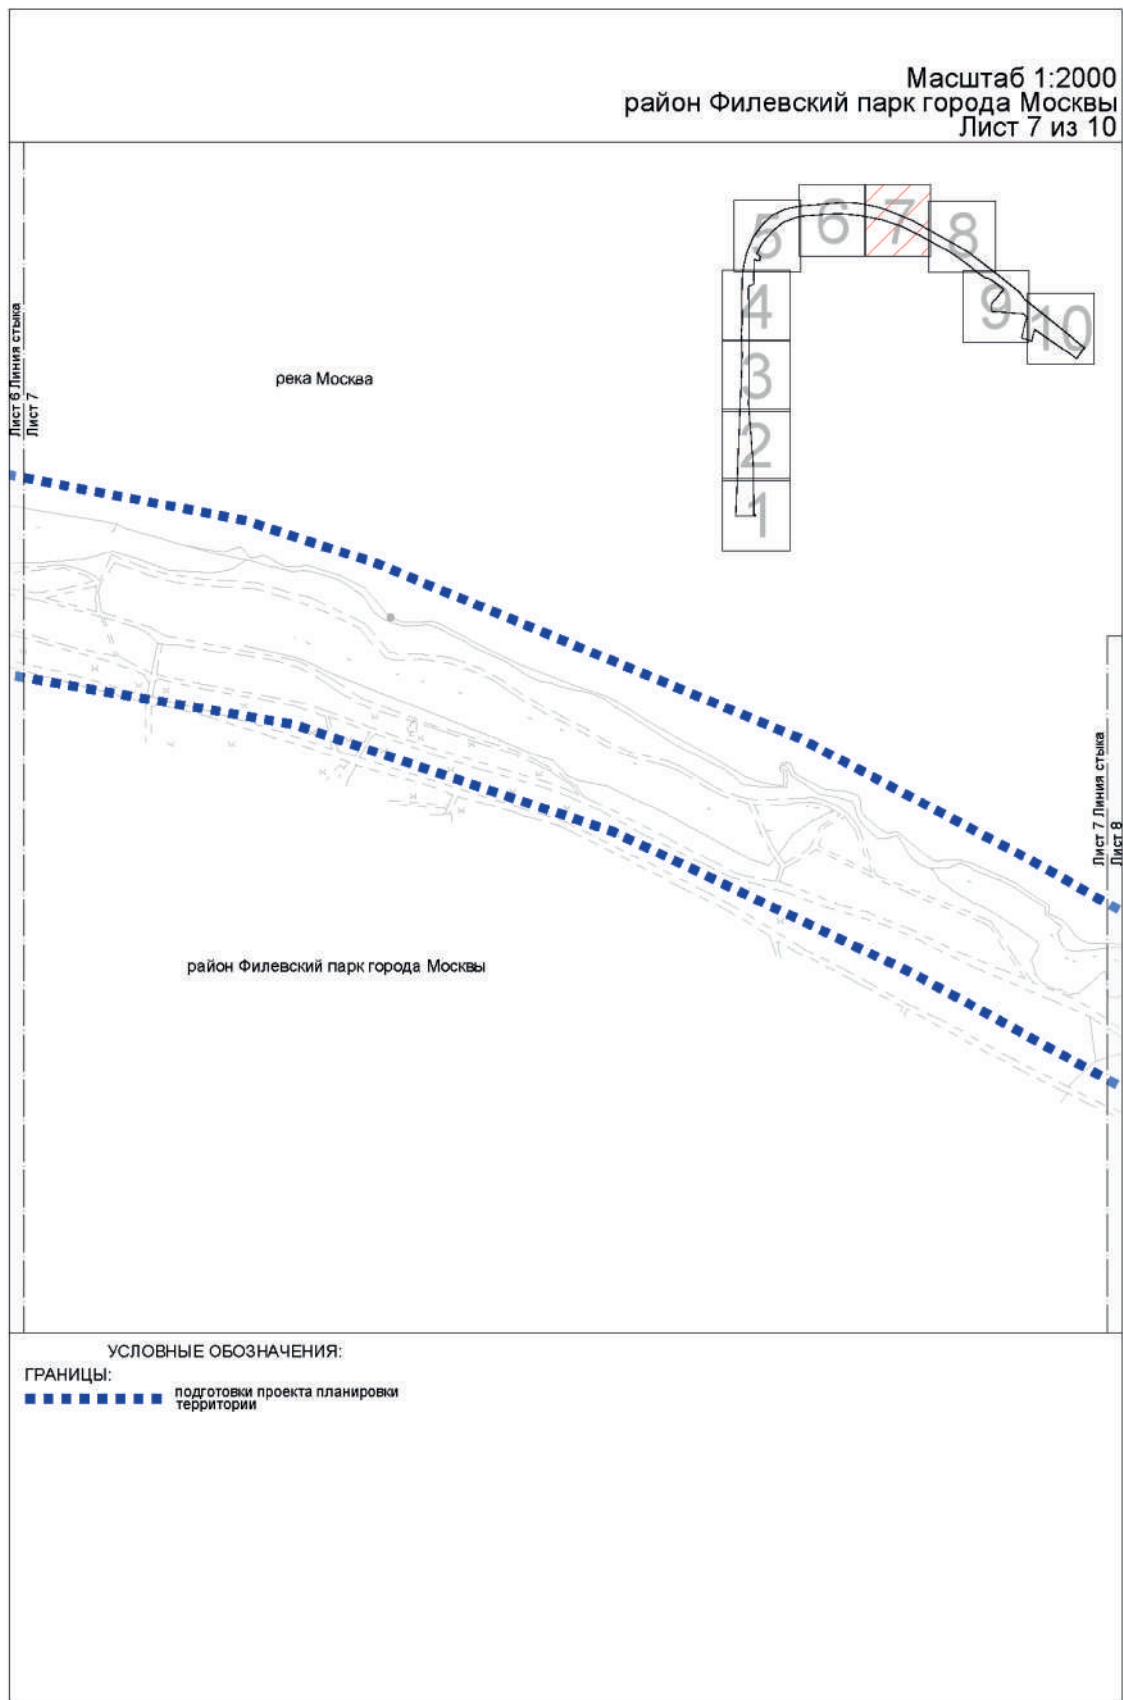 Масштаб 1:2000
район Филевский парк города Москвы
Лист 7 из 10
5
6
7
8
4
9
10
3
2
1
Лист 6 Линия стыка
Лист 7
река Москва
Лист 7 Линия стыка
Лист 8
район Филевский парк города Москвы
УСЛОВНЫЕ ОБОЗНАЧЕНИЯ:
ГРАНИЦЫ:
подготовки проекта планировки
территории